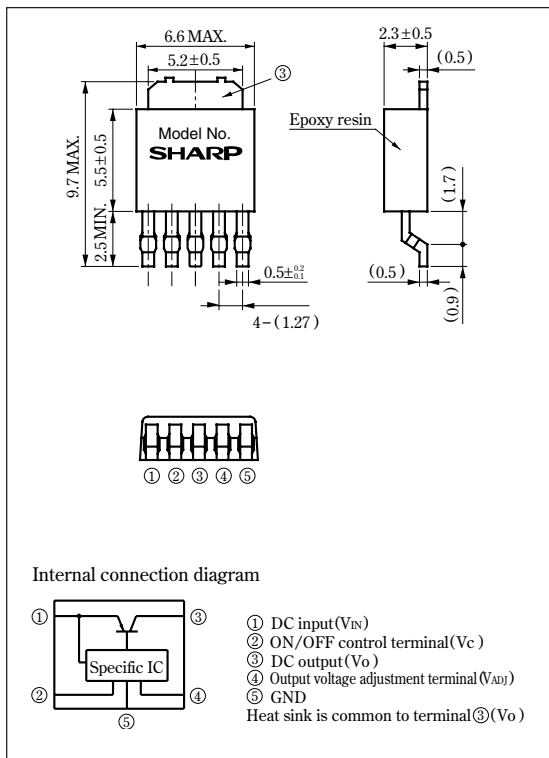 6.6 MAX.
5.2±0.5
③
2.3±0.5
(0.5)
9.7 MAX.
5.5±0.5
2.5 MIN.
Model No.
SHARP
Epoxy resin
(1.7)
0.5±0.2 0.1
4−(1.27)
(0.5)
(0.9)
① ② ③ ④ ⑤
Internal connection diagram
①
③
Specific IC
②
④
⑤
① DC input(VIN)
② ON/OFF control terminal(Vc)
③ DC output(Vo)
④ Output voltage adjustment terminal(VADJ)
⑤ GND
Heat sink is common to terminal③(Vo)